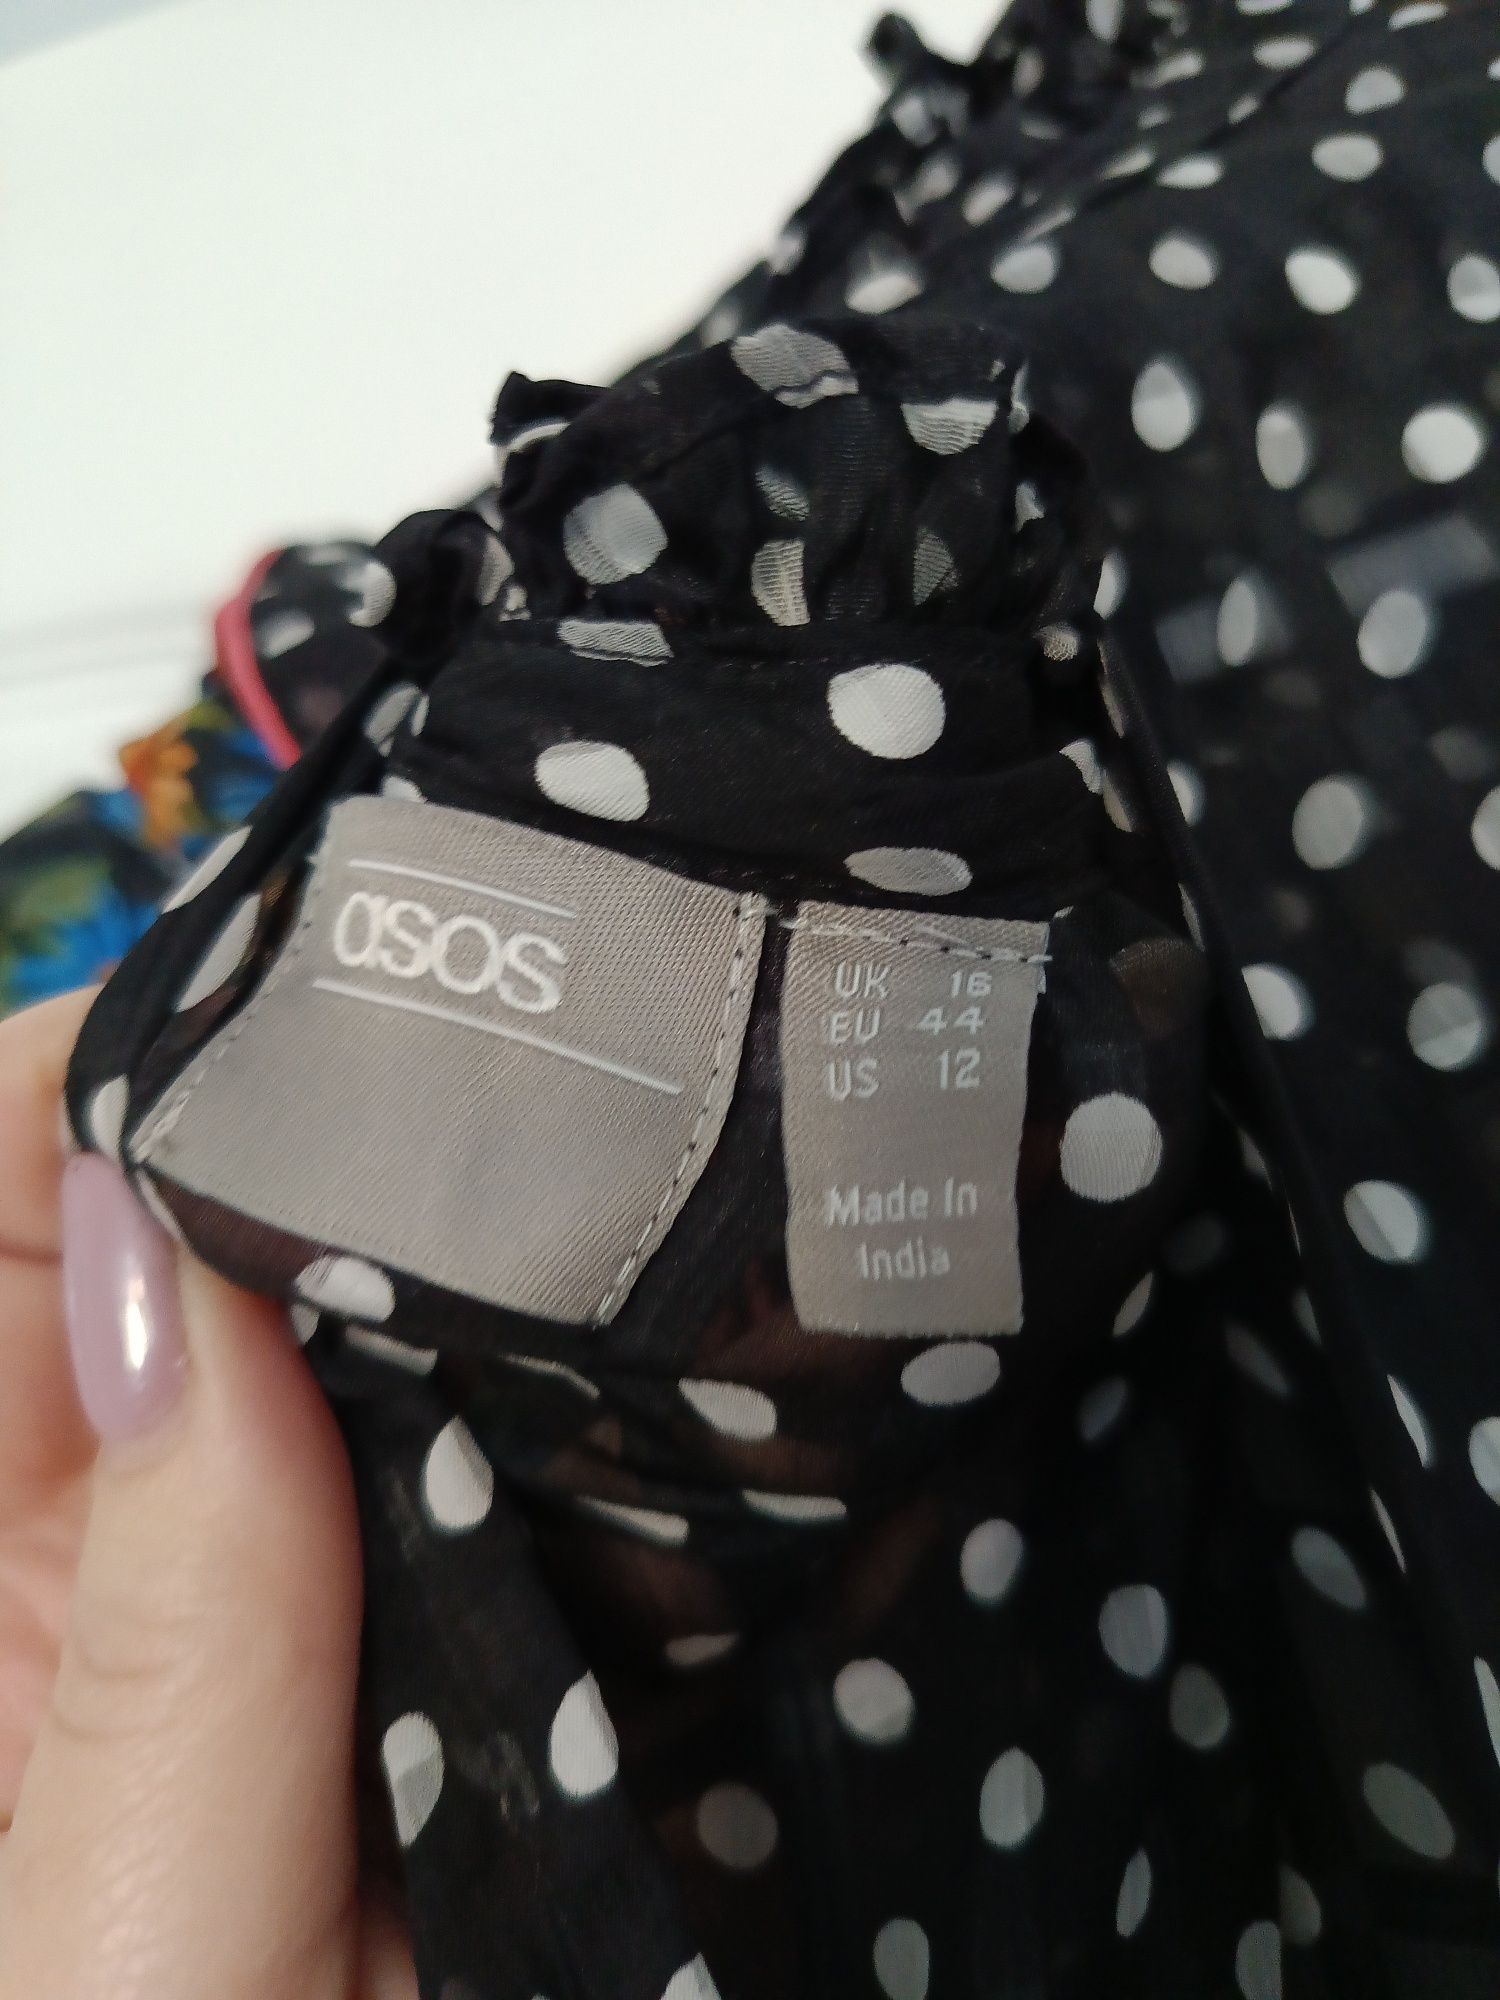 asos
UK 16
EU 44
US 12
Made In
India